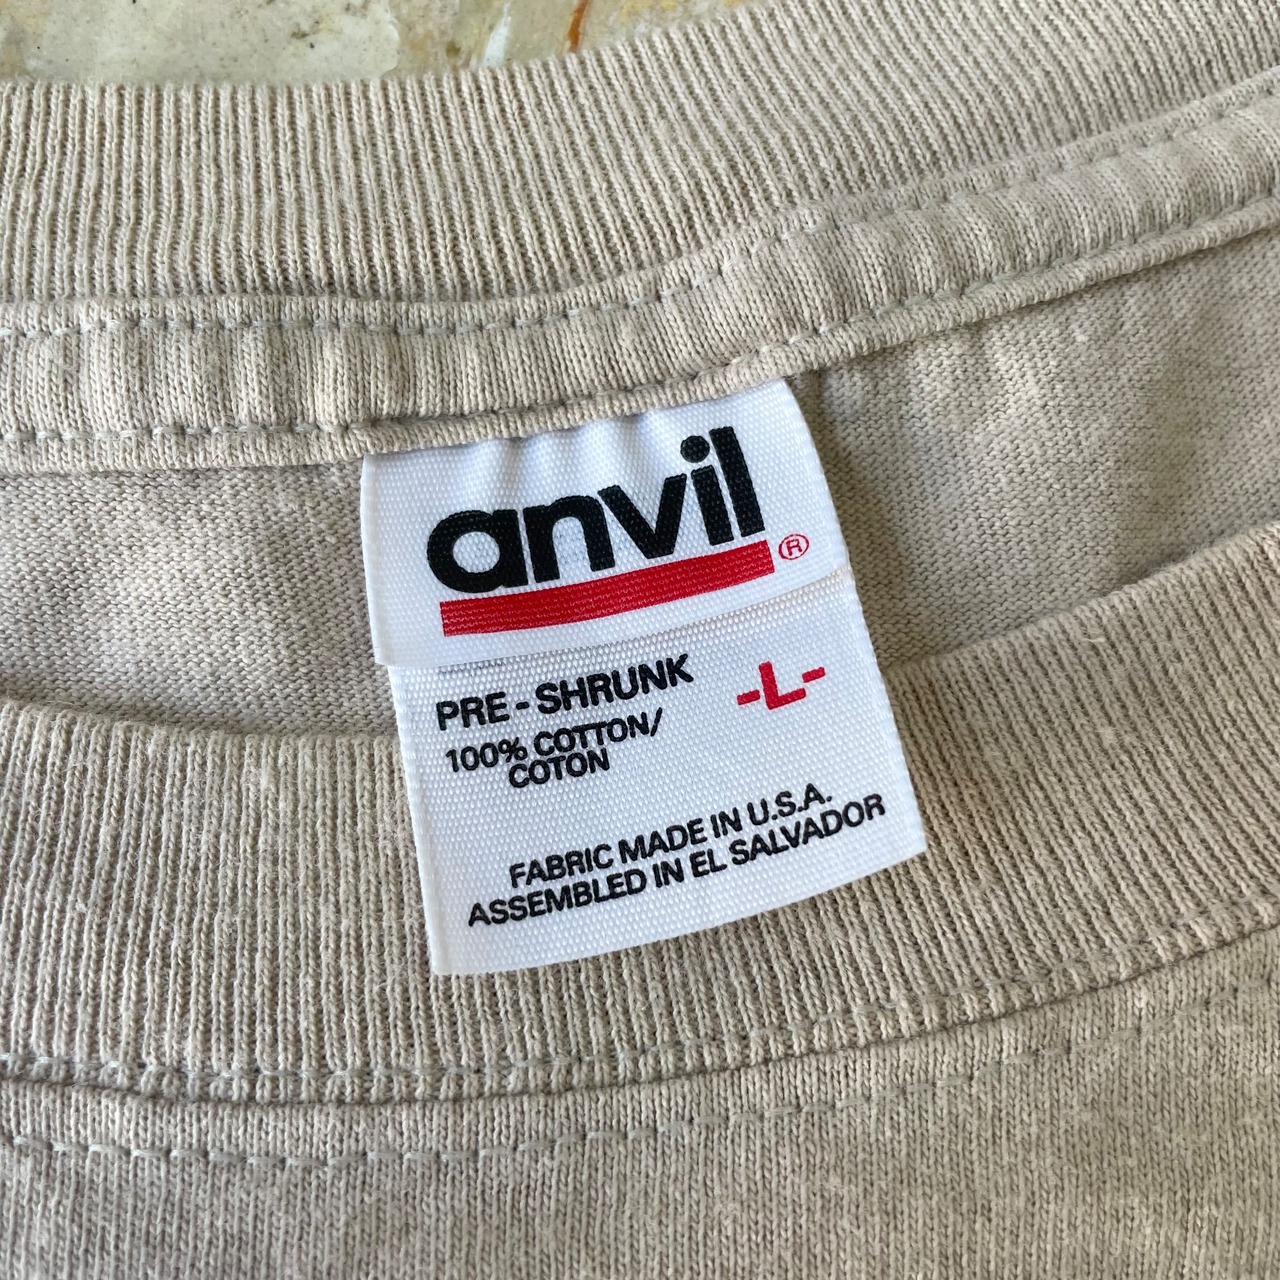 anvil®
PRE-SHRUNK -L-
100% COTTON/
COTON
FABRIC MADE IN U.S.A.
ASSEMBLED IN EL SALVADOR